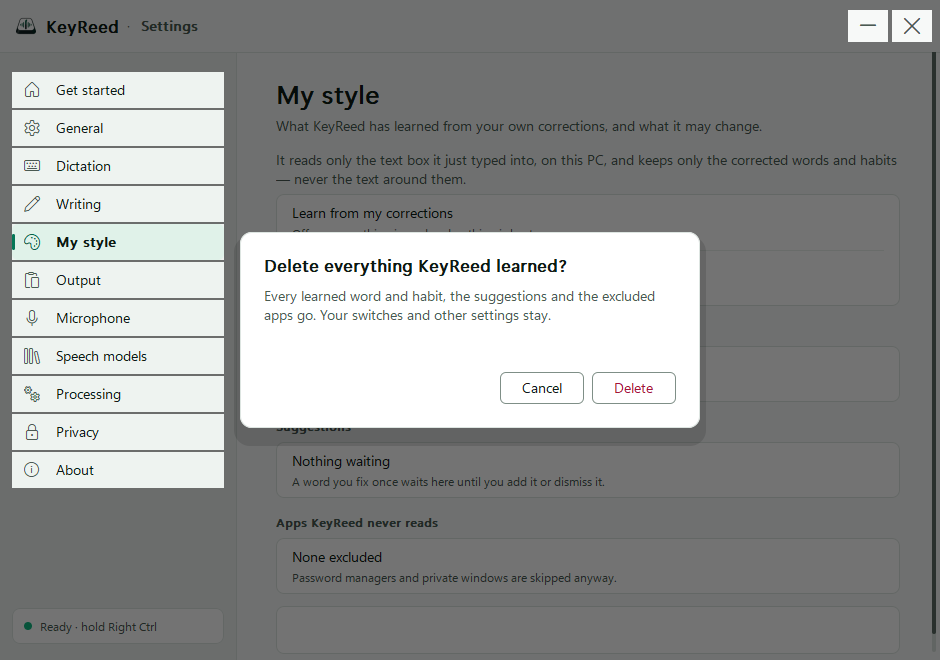 KeyReed · Settings
Get started
General
Dictation
Writing
My style
Output
Microphone
Speech models
Processing
Privacy
About
Ready · hold Right Ctrl
My style
What KeyReed has learned from your own corrections, and what it may change.
It reads only the text box it just typed into, on this PC, and keeps only the corrected words and habits
— never the text around them.
Learn from my corrections
Delete everything KeyReed learned?
Every learned word and habit, the suggestions and the excluded
apps go. Your switches and other settings stay.
Cancel
Delete
Suggestions
Nothing waiting
A word you fix once waits here until you add it or dismiss it.
Apps KeyReed never reads
None excluded
Password managers and private windows are skipped anyway.